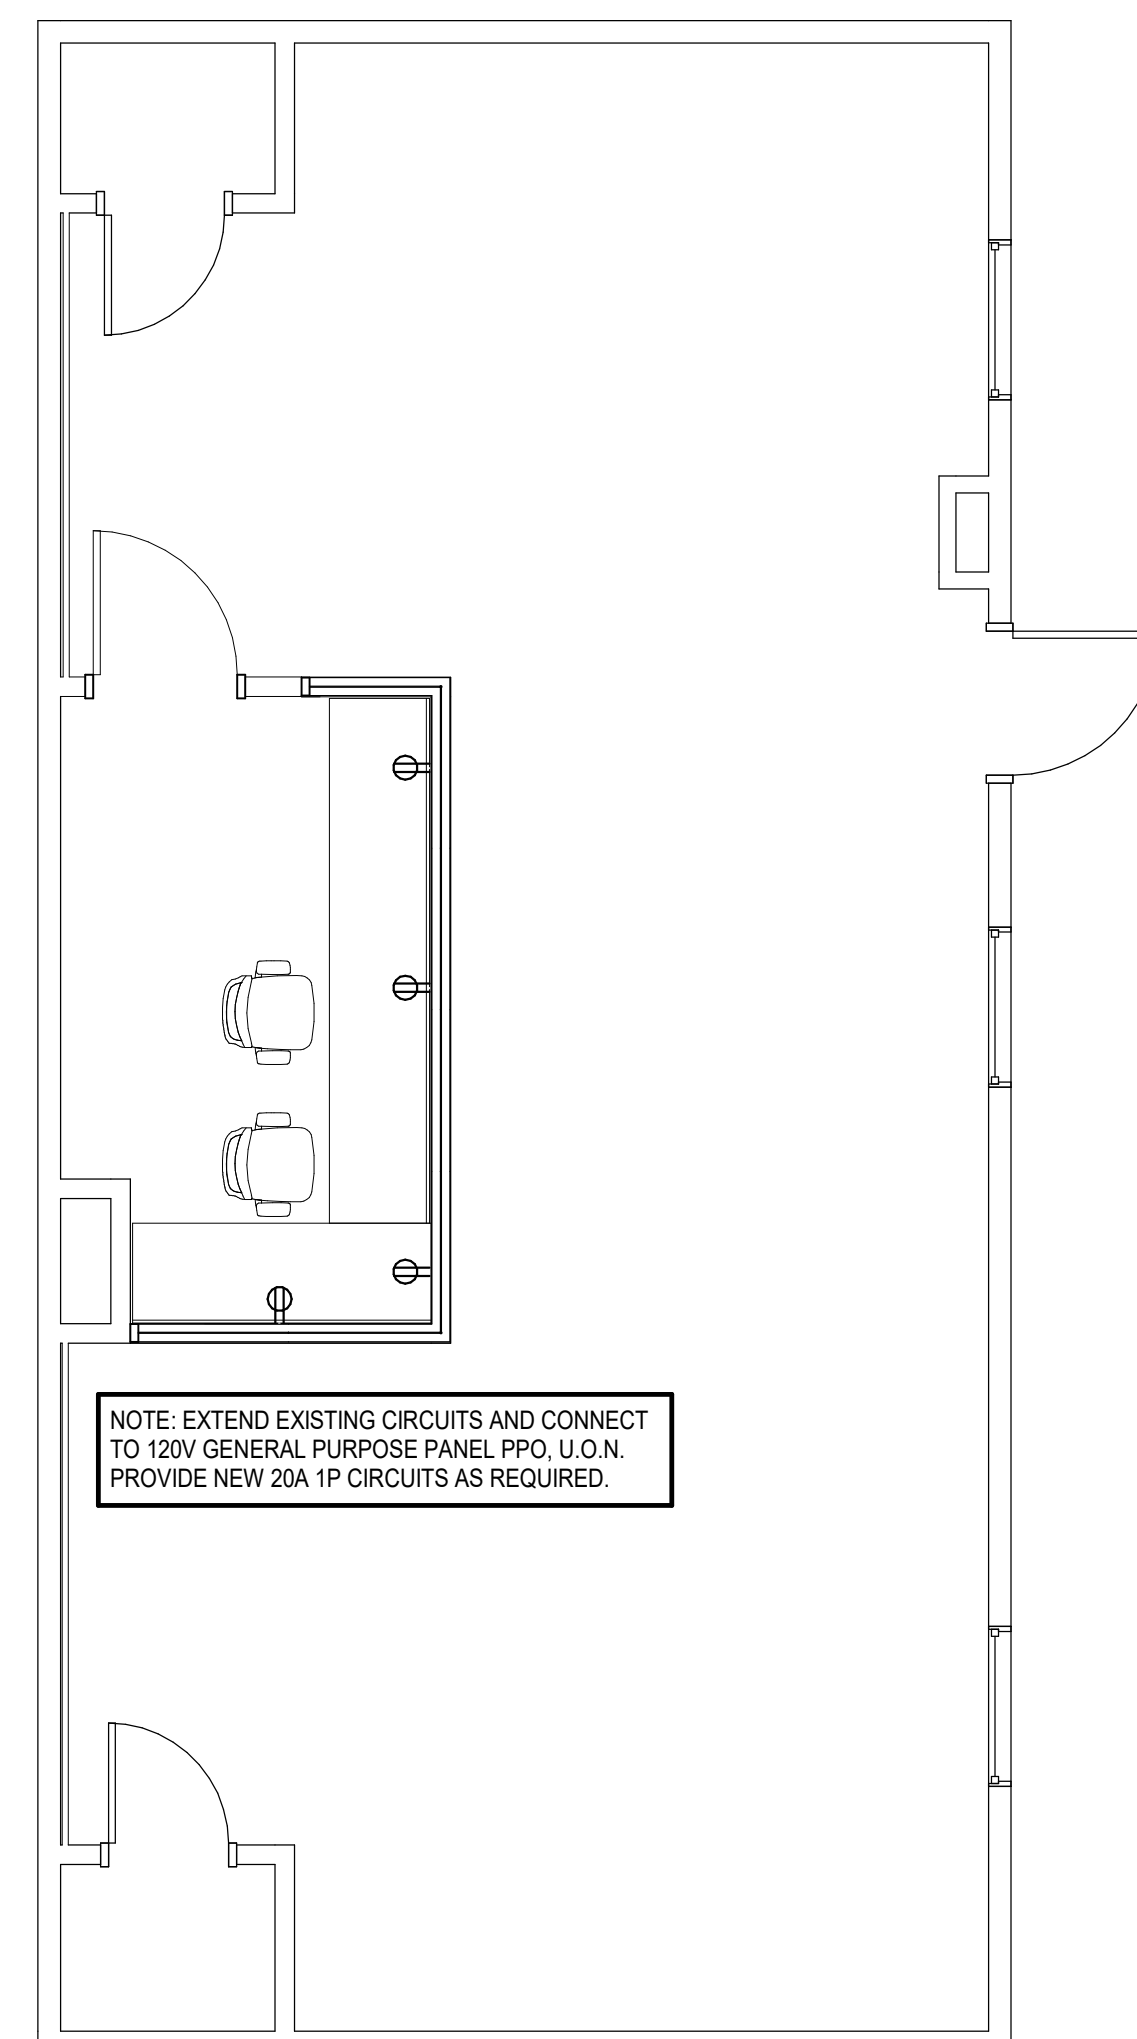 NOTE: EXTEND EXISTING CIRCUITS AND CONNECT
TO 120V GENERAL PURPOSE PANEL PPO, U.O.N.
PROVIDE NEW 20A 1P CIRCUITS AS REQUIRED.